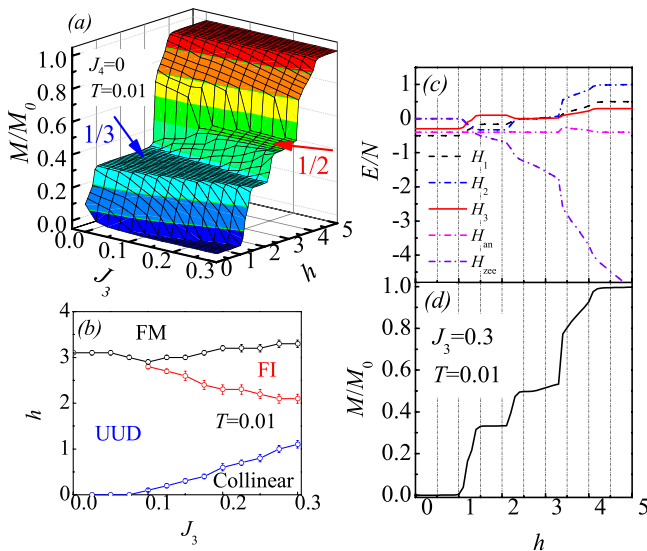 (a)
J4=0
T=0.01
1/3
1/2
M/M0
1.0
0.8
0.6
0.4
0.2
0.0
0.0
0.1
0.2
0.3
J3
0 1 2 3 4 5
h
(b)
FM
FI
UUD
T=0.01
Collinear
h
4
3
2
1
0
0.0 0.1 0.2 0.3
J3
(c)
E/N
1
0
-1
-2
-3
-4
H1
H2
H3
Han
Hzee
(d)
J3=0.3
T=0.01
M/M0
1.0
0.8
0.6
0.4
0.2
0.0
0 1 2 3 4 5
h